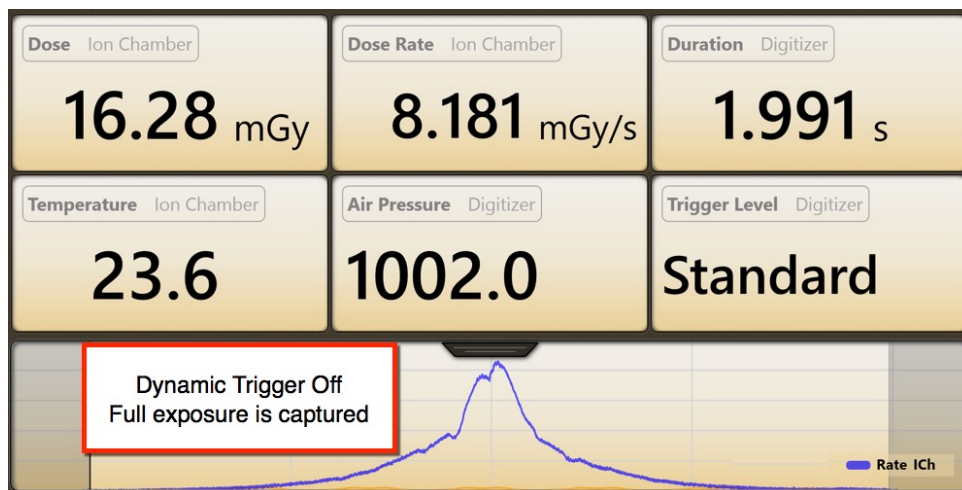 Dose Ion Chamber
16.28 mGy
Dose Rate Ion Chamber
8.181 mGy/s
Duration Digitizer
1.991 s
Temperature Ion Chamber
23.6
Air Pressure Digitizer
1002.0
Trigger Level Digitizer
Standard
Dynamic Trigger Off
Full exposure is captured
Rate ICh